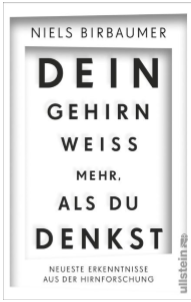 NIELS BIRBAUMER
DEIN
GEHIRN
WEISS
MEHR,
ALS DU
DENKST
NEUESTE ERKENNTNISSE
AUS DER HIRNFORSCHUNG
ullstein